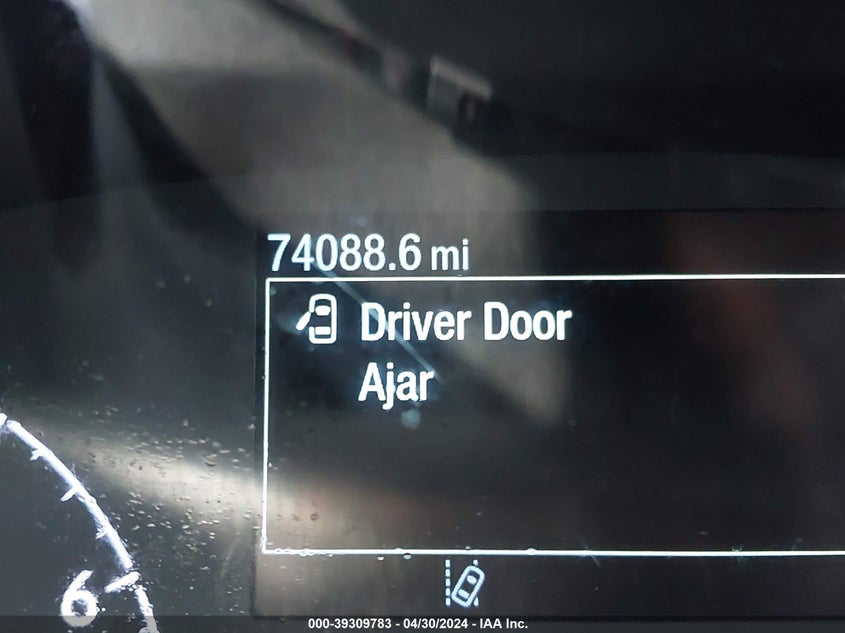 74088.6 mi
Driver Door
Ajar
6
000-39309783 - 04/30/2024 - IAA Inc.